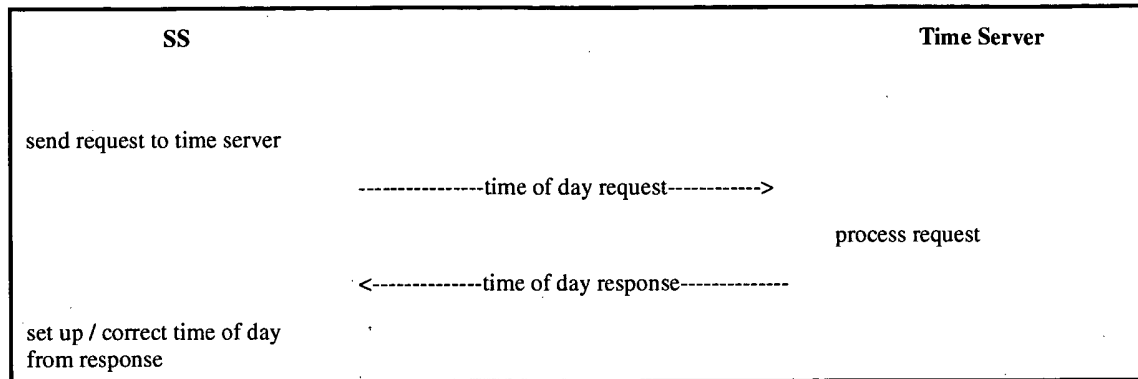 SS Time Server
send request to time server
----------------time of day request------------>
process request
<--------------time of day response--------------
set up / correct time of day
from response